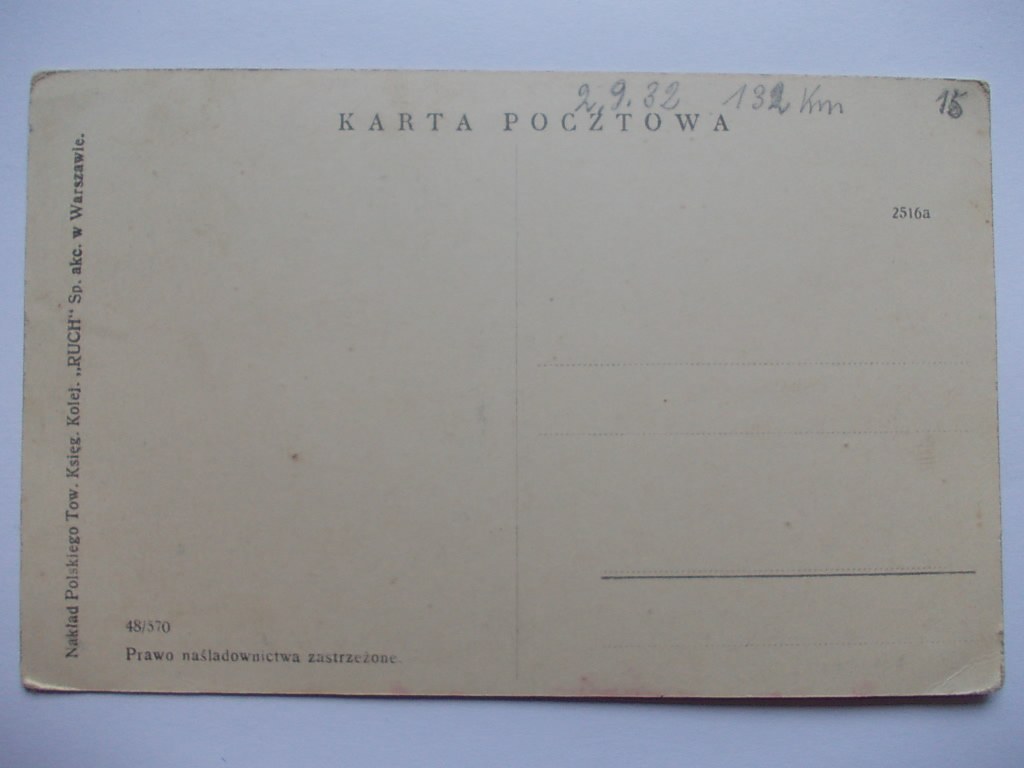 2.9.32 132 Km 15
KARTA POCZTOWA
2516a
Nakład Polskiego Tow. Księg. Kolej. „RUCH" Sp. akc. w Warszawie.
48/570
Prawo naśladownictwa zastrzeżone